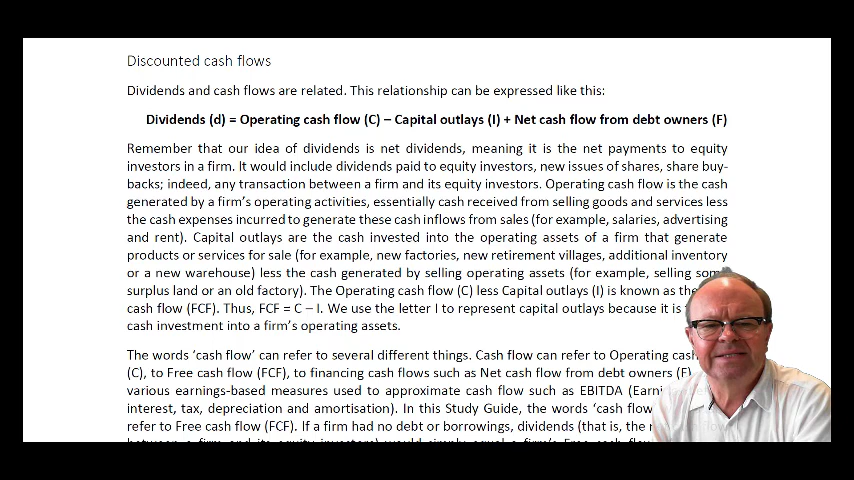 Discounted cash flows
Dividends and cash flows are related. This relationship can be expressed like this:
Dividends (d) = Operating cash flow (C) – Capital outlays (I) + Net cash flow from debt owners (F)
Remember that our idea of dividends is net dividends, meaning it is the net payments to equity
investors in a firm. It would include dividends paid to equity investors, new issues of shares, share buy-
backs; indeed, any transaction between a firm and its equity investors. Operating cash flow is the cash
generated by a firm's operating activities, essentially cash received from selling goods and services less
the cash expenses incurred to generate these cash inflows from sales (for example, salaries, advertising
and rent). Capital outlays are the cash invested into the operating assets of a firm that generate
products or services for sale (for example, new factories, new retirement villages, additional inventory
or a new warehouse) less the cash generated by selling operating assets (for example, selling some
surplus land or an old factory). The Operating cash flow (C) less Capital outlays (I) is known as the
cash flow (FCF). Thus, FCF = C – I. We use the letter I to represent capital outlays because it is
cash investment into a firm's operating assets.
The words 'cash flow' can refer to several different things. Cash flow can refer to Operating cash
(C), to Free cash flow (FCF), to financing cash flows such as Net cash flow from debt owners (F)
various earnings-based measures used to approximate cash flow such as EBITDA
interest, tax, depreciation and amortisation). In this Study Guide, the words 'cash flow
refer to Free cash flow (FCF). If a firm had no debt or borrowings, dividends (that is, the
between a firm and its equity investors) would simply equal a firm's Free cash flow